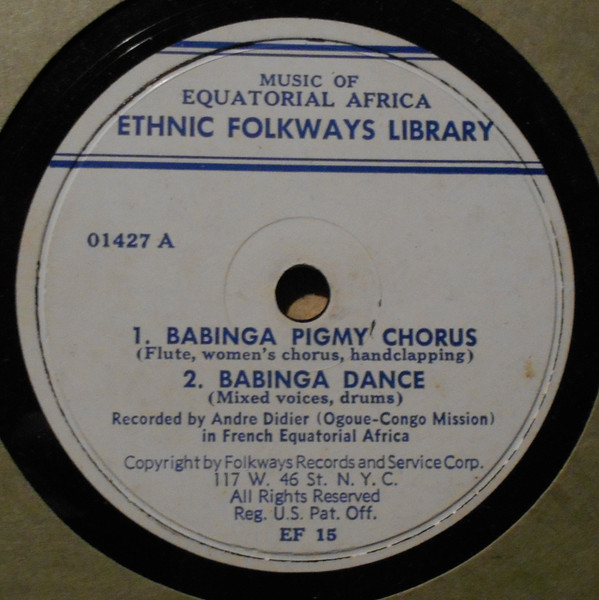 MUSIC OF
EQUATORIAL AFRICA
ETHNIC FOLKWAYS LIBRARY
01427 A
1. BABINGA PIGMY CHORUS
(Flute, women's chorus, handclapping)
2. BABINGA DANCE
(Mixed voices, drums)
Recorded by Andre Didier (Ogoue-Congo Mission)
in French Equatorial Africa
Copyright by Folkways Records and Service Corp.
117 W. 46 St. N. Y. C.
All Rights Reserved
Reg. U.S. Pat. Off.
EF 15